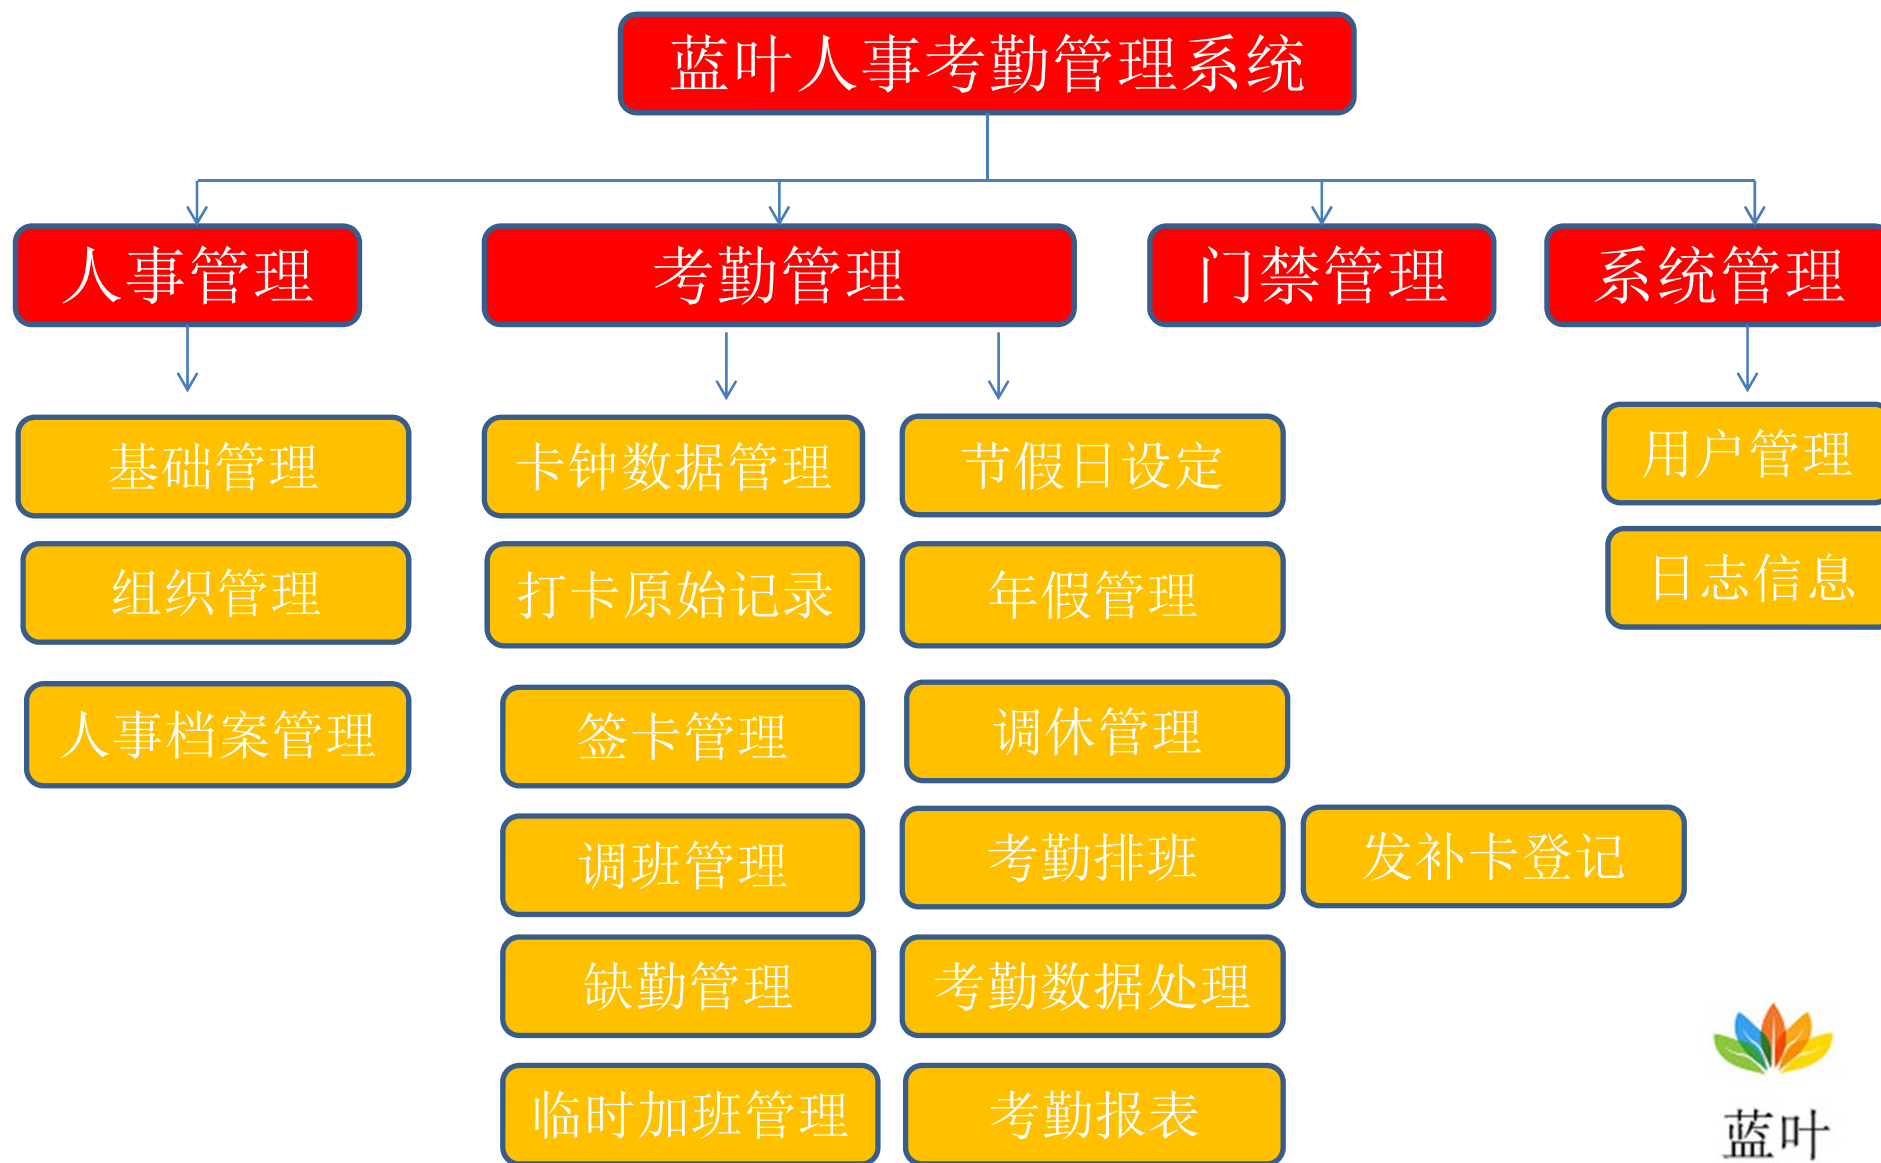 蓝叶人事考勤管理系统
人事管理
考勤管理
门禁管理
系统管理
基础管理
卡钟数据管理
节假日设定
用户管理
组织管理
打卡原始记录
年假管理
日志信息
人事档案管理
签卡管理
调休管理
调班管理
考勤排班
发补卡登记
缺勤管理
考勤数据处理
临时加班管理
考勤报表
蓝叶